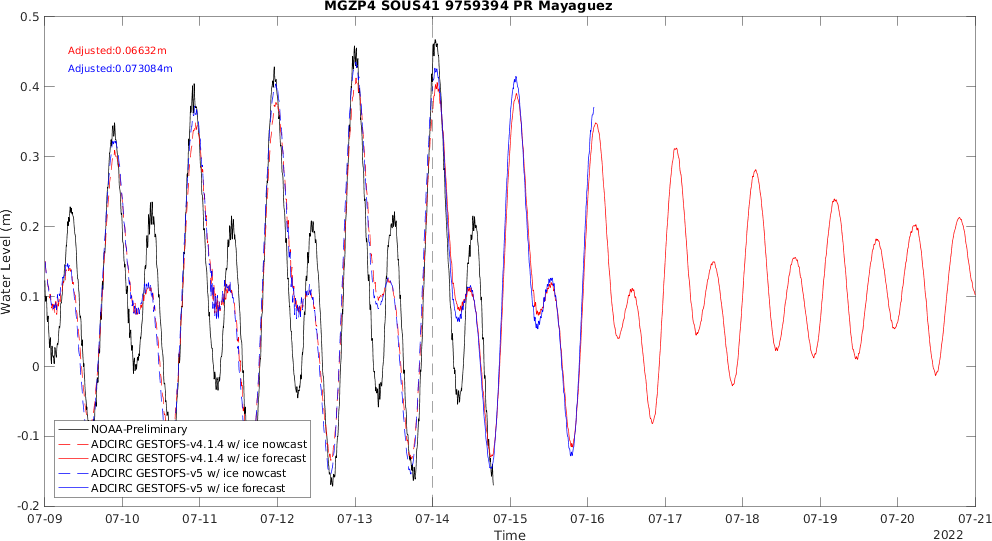 MGZP4 SOUS41 9759394 PR Mayaguez
Adjusted:0.06632m
Adjusted:0.073084m
Water Level (m)
0.5
0.4
0.3
0.2
0.1
0
-0.1
-0.2
NOAA-Preliminary
ADCIRC GESTOFS-v4.1.4 w/ ice nowcast
ADCIRC GESTOFS-v4.1.4 w/ ice forecast
ADCIRC GESTOFS-v5 w/ ice nowcast
ADCIRC GESTOFS-v5 w/ ice forecast
07-09 07-10 07-11 07-12 07-13 07-14 07-15 07-16 07-17 07-18 07-19 07-20 07-21
Time
2022